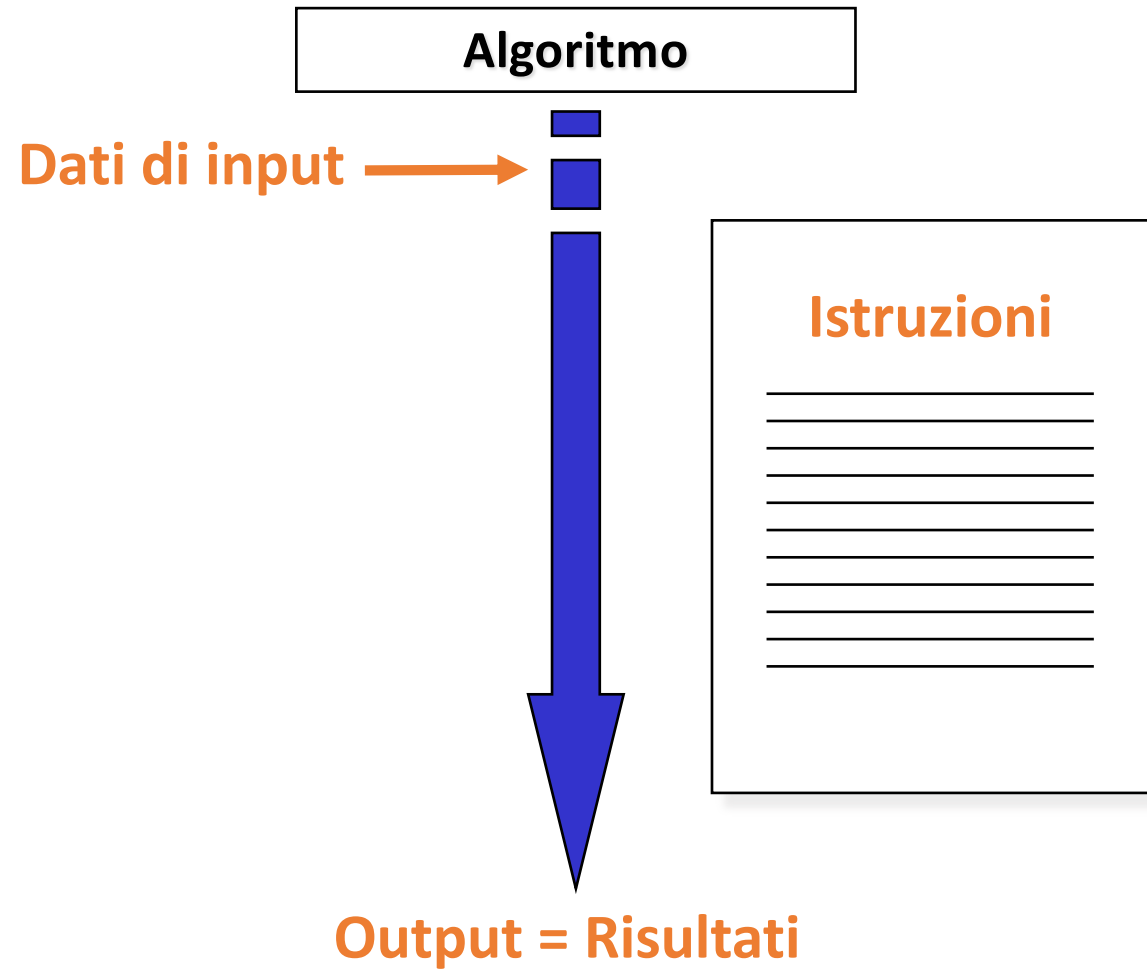 Algoritmo
Dati di input
Istruzioni
Output = Risultati